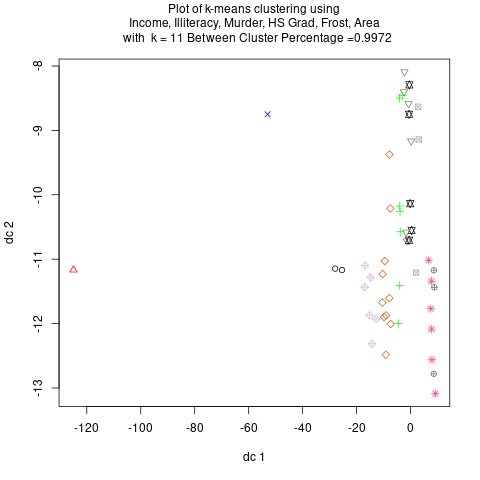 Plot of k-means clustering using
Income, Illiteracy, Murder, HS Grad, Frost, Area
with k = 11 Between Cluster Percentage =0.9972
-8
-9
-10
-11
-12
-13
dc 2
-120 -100 -80 -60 -40 -20 0
dc 1